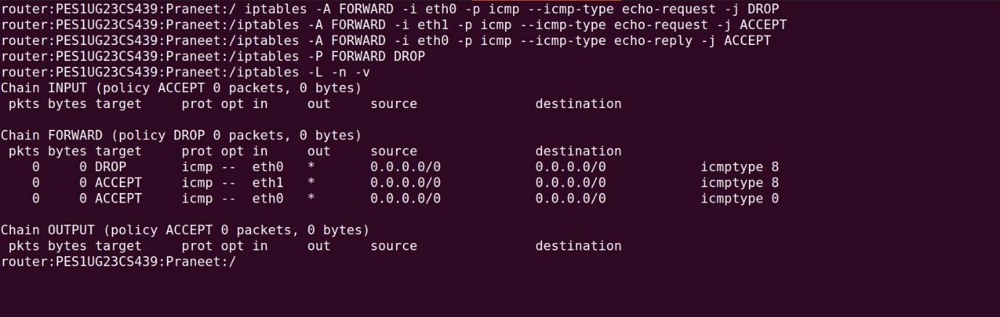 router:PES1UG23CS439:Praneet:/ iptables -A FORWARD -i eth0 -p icmp --icmp-type echo-request -j DROP
router:PES1UG23CS439:Praneet:/iptables -A FORWARD -i eth1 -p icmp --icmp-type echo-request -j ACCEPT
router:PES1UG23CS439:Praneet:/iptables -A FORWARD -i eth0 -p icmp --icmp-type echo-reply -j ACCEPT
router:PES1UG23CS439:Praneet:/iptables -P FORWARD DROP
router:PES1UG23CS439:Praneet:/iptables -L -n -v
Chain INPUT (policy ACCEPT 0 packets, 0 bytes)
 pkts bytes target     prot opt in     out     source               destination

Chain FORWARD (policy DROP 0 packets, 0 bytes)
 pkts bytes target     prot opt in     out     source               destination
    0     0 DROP       icmp --  eth0   *       0.0.0.0/0            0.0.0.0/0            icmptype 8
    0     0 ACCEPT     icmp --  eth1   *       0.0.0.0/0            0.0.0.0/0            icmptype 8
    0     0 ACCEPT     icmp --  eth0   *       0.0.0.0/0            0.0.0.0/0            icmptype 0

Chain OUTPUT (policy ACCEPT 0 packets, 0 bytes)
 pkts bytes target     prot opt in     out     source               destination
router:PES1UG23CS439:Praneet:/